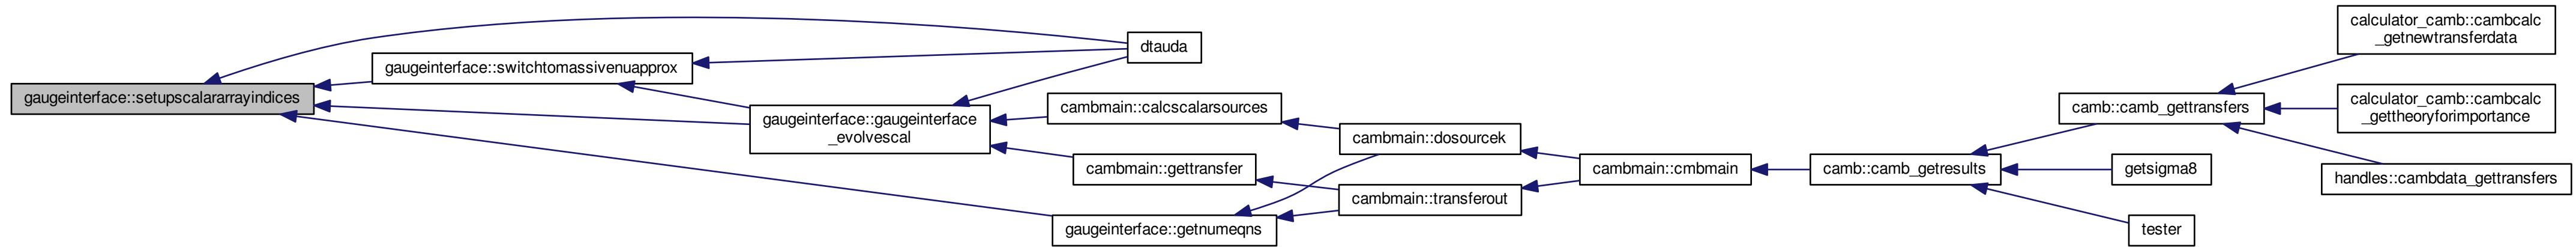 gaugeinterface::setupscalararrayindices
gaugeinterface::switchtomassivenuapprox
dtauda
gaugeinterface::gaugeinterface
_evolvescal
cambmain::calcscalarsources
cambmain::gettransfer
gaugeinterface::getnumeqns
cambmain::dosourcek
cambmain::transferout
cambmain::cmbmain
camb::camb_getresults
camb::camb_gettransfers
getsigma8
tester
calculator_camb::cambcalc
_getnewtransferdata
calculator_camb::cambcalc
_gettheoryforimportance
handles::cambdata_gettransfers